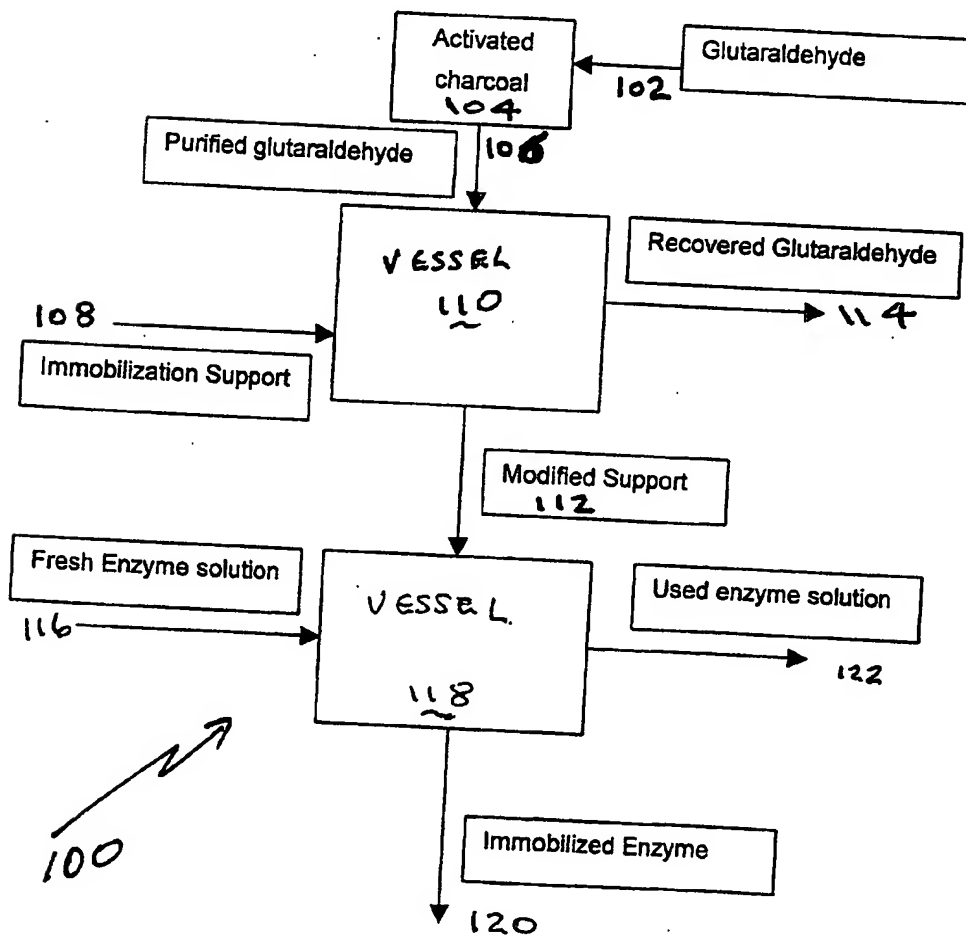 Activated
charcoal
104
Glutaraldehyde
102
106
Purified glutaraldehyde
VESSEL
110
Recovered Glutaraldehyde
114
108
Immobilization Support
Modified Support
112
Fresh Enzyme solution
116
VESSEL.
118
Used enzyme solution
122
100
Immobilized Enzyme
120